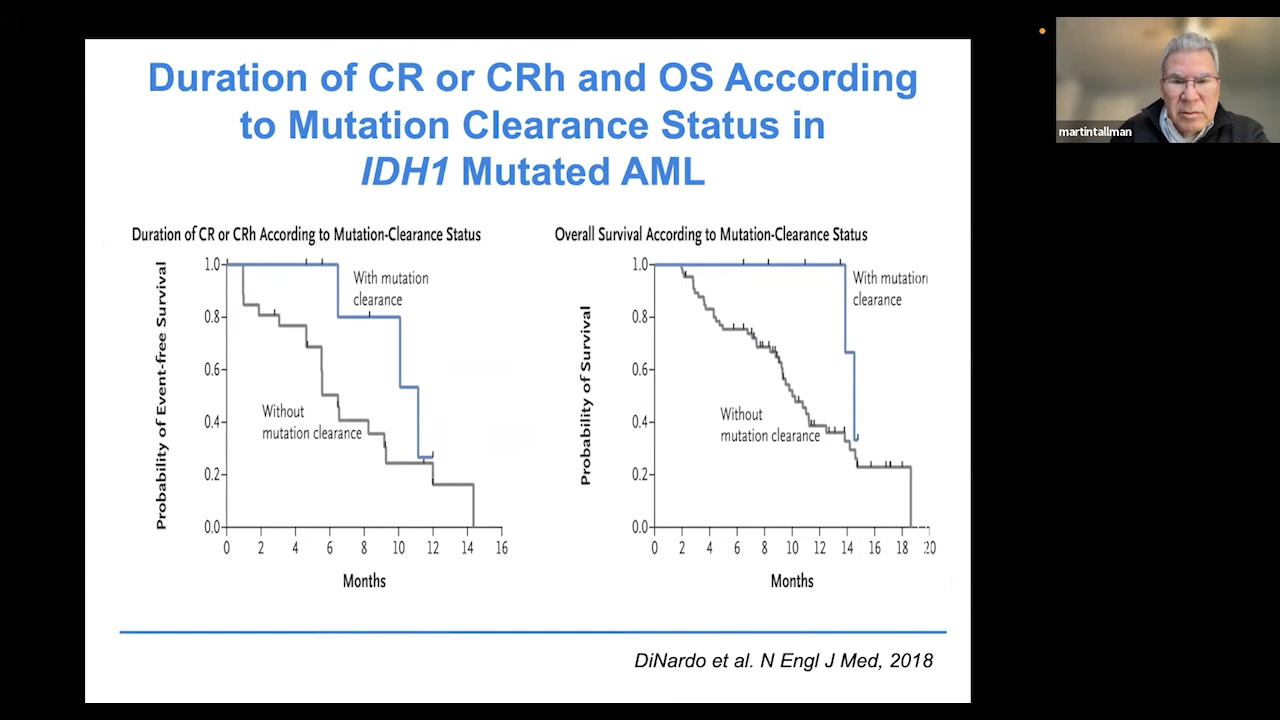 Duration of CR or CRh and OS According
to Mutation Clearance Status in
IDH1 Mutated AML
martintallman
Duration of CR or CRh According to Mutation-Clearance Status
Probability of Event-free Survival
1.0
0.8
0.6
0.4
0.2
0.0
With mutation
clearance
Without
mutation clearance
0 2 4 6 8 10 12 14 16
Months
Overall Survival According to Mutation-Clearance Status
Probability of Survival
1.0
0.8
0.6
0.4
0.2
0.0
With mutation
clearance
Without
mutation clearance
0 2 4 6 8 10 12 14 16 18 20
Months
DiNardo et al. N Engl J Med, 2018